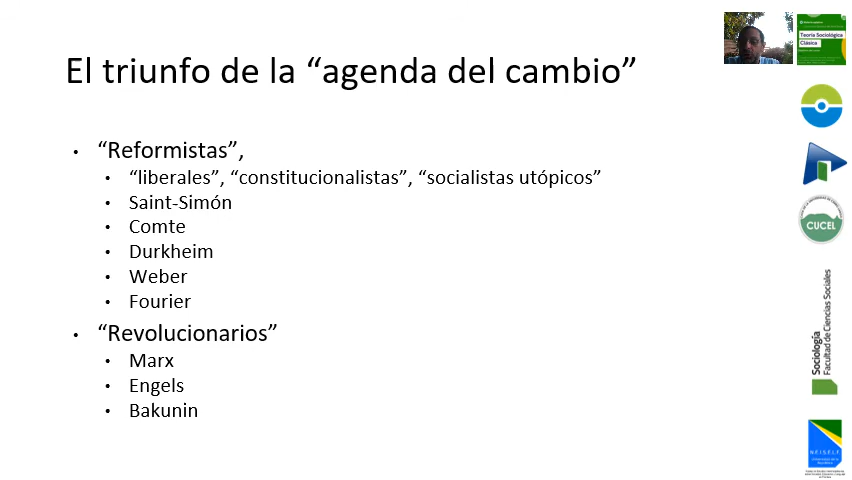 El triunfo de la “agenda del cambio”
“Reformistas”,
“liberales”, “constitucionalistas”, “socialistas utópicos”
Saint-Simón
Comte
Durkheim
Weber
Fourier
“Revolucionarios”
Marx
Engels
Bakunin
Teoría Sociológica
Clásica
CUCEL
Sociología
Facultad de Ciencias Sociales
NEISELF